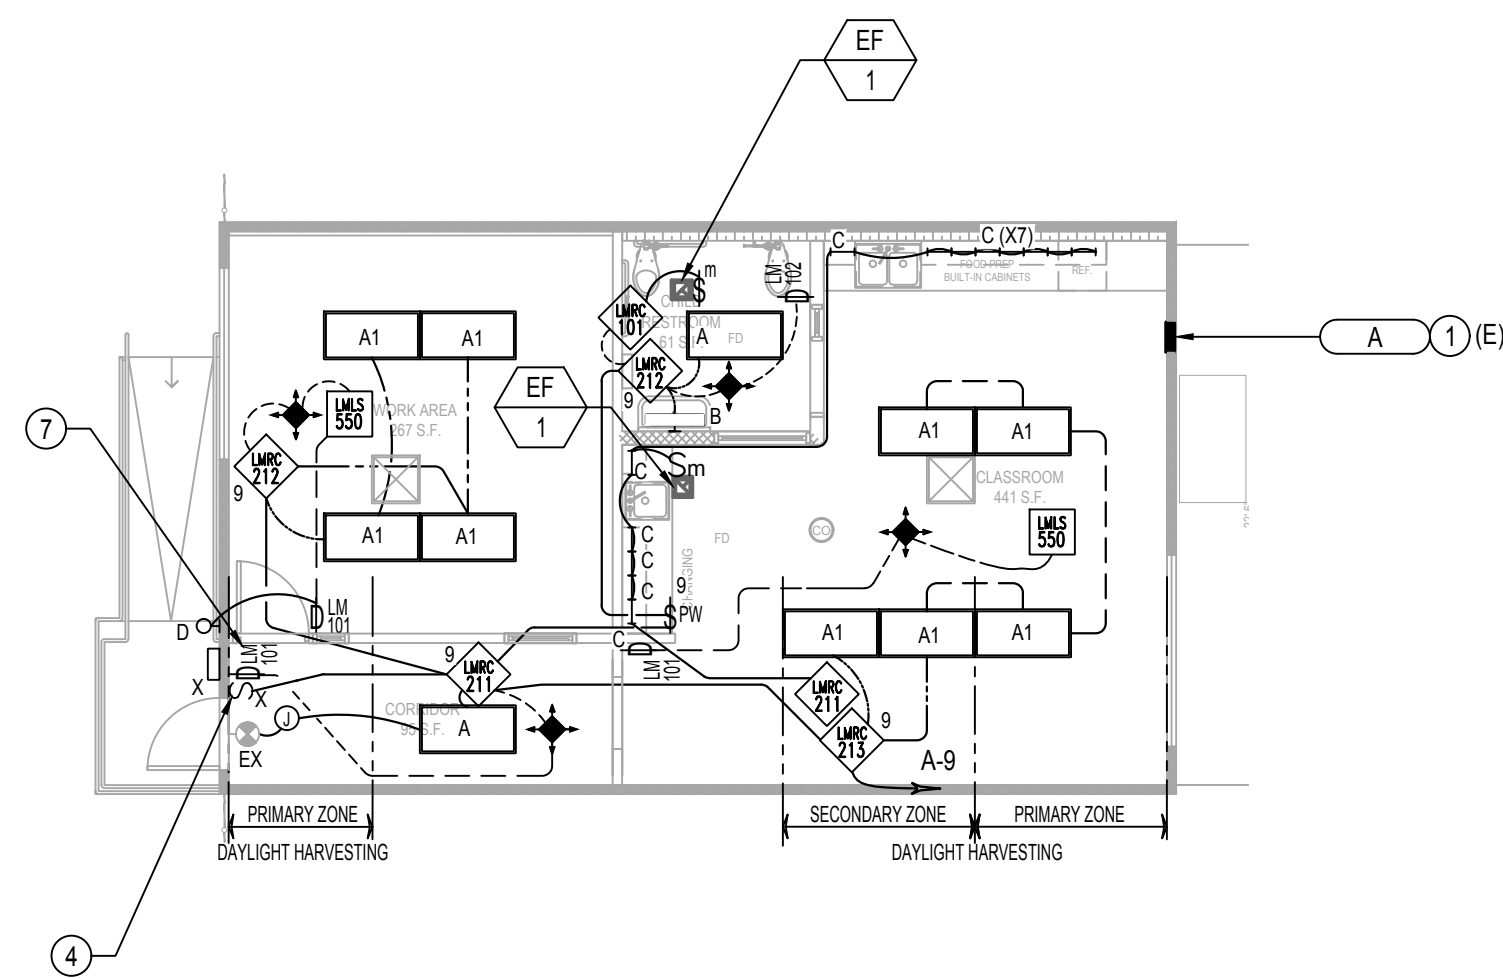 EF
1
C
C (X7)
FOOD PREP
BUILT-IN CABINETS
REF.
m
S
LM
102
D
LMRC
101
CHILD
RESTROOM
61 S.F.
A
FD
A1
A1
A
1
(E)
EF
1
LMRC
212
9
B
LMLS
550
WORK AREA
267 S.F.
7
LMRC
212
9
A1
A1
C
Sm
A1
A1
CLASSROOM
441 S.F.
LMLS
550
CO
FD
C
C
C
CHANGING
9
S PW
D
D
LM
101
C
D
LM
101
A1
A1
A1
X
S
D
LM
101
X
9
LMRC
211
LMRC
211
9
LMRC
213
J
CORRIDOR
95 S.F.
A
EX
A-9
PRIMARY ZONE
SECONDARY ZONE
PRIMARY ZONE
DAYLIGHT HARVESTING
DAYLIGHT HARVESTING
4